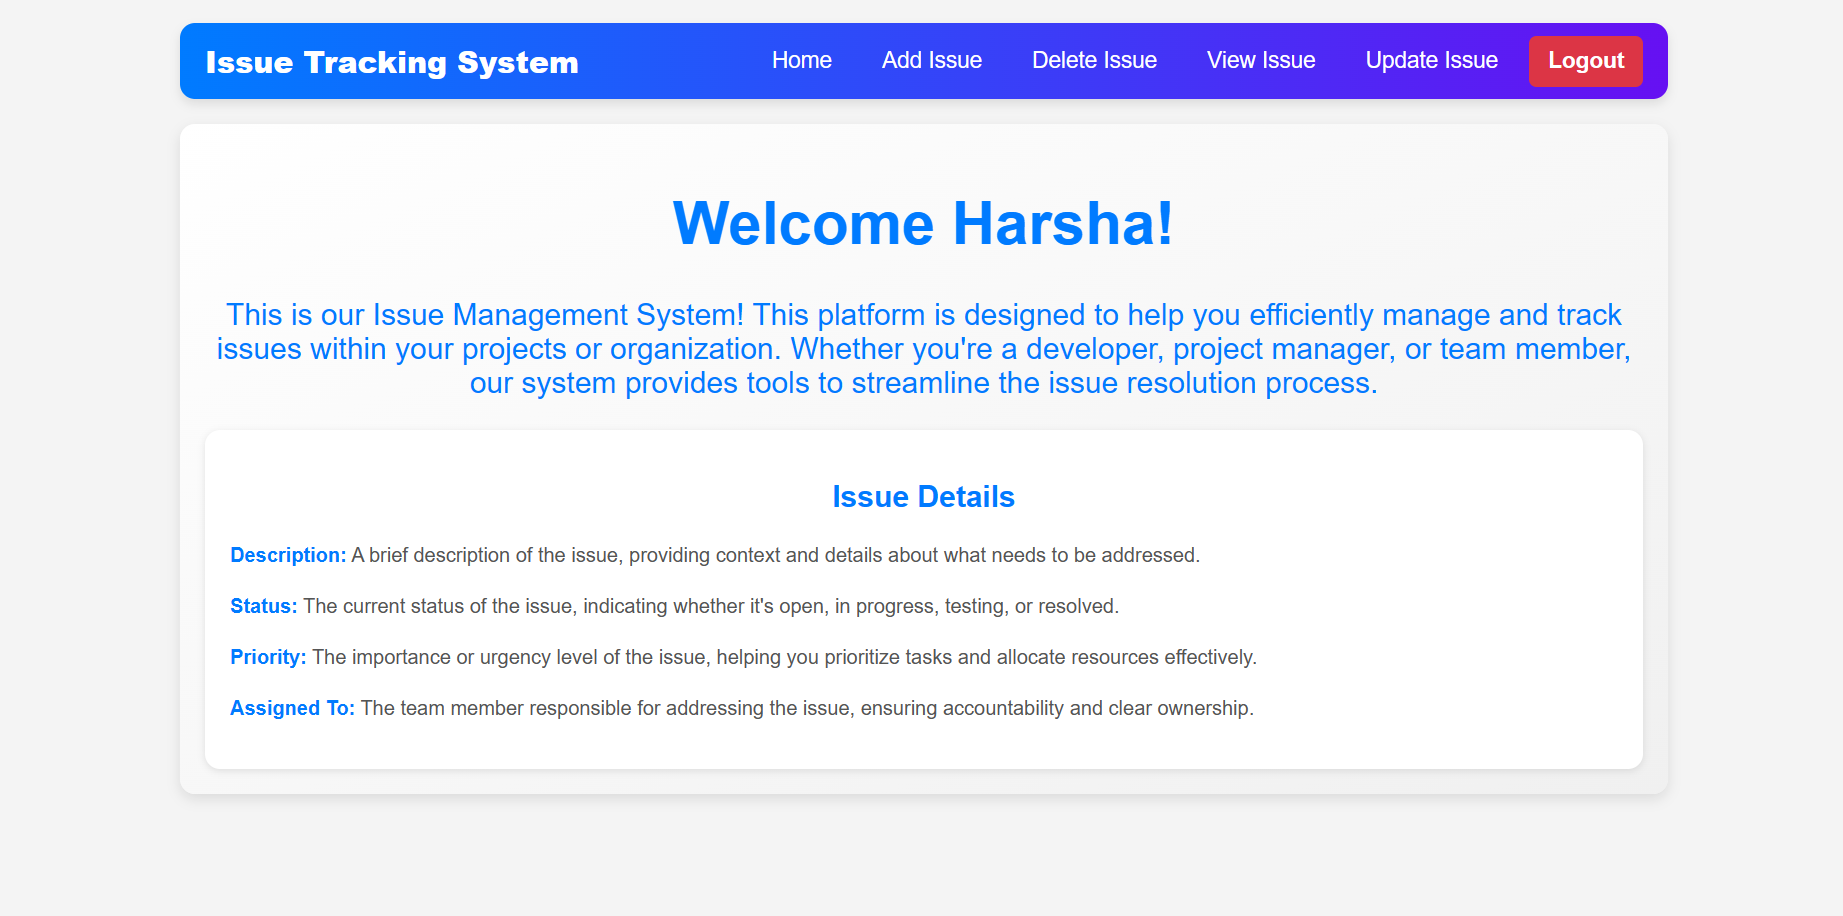 Issue Tracking System Home Add Issue Delete Issue View Issue Update Issue Logout
Welcome Harsha!
This is our Issue Management System! This platform is designed to help you efficiently manage and track
issues within your projects or organization. Whether you're a developer, project manager, or team member,
our system provides tools to streamline the issue resolution process.
Issue Details
Description: A brief description of the issue, providing context and details about what needs to be addressed.
Status: The current status of the issue, indicating whether it's open, in progress, testing, or resolved.
Priority: The importance or urgency level of the issue, helping you prioritize tasks and allocate resources effectively.
Assigned To: The team member responsible for addressing the issue, ensuring accountability and clear ownership.